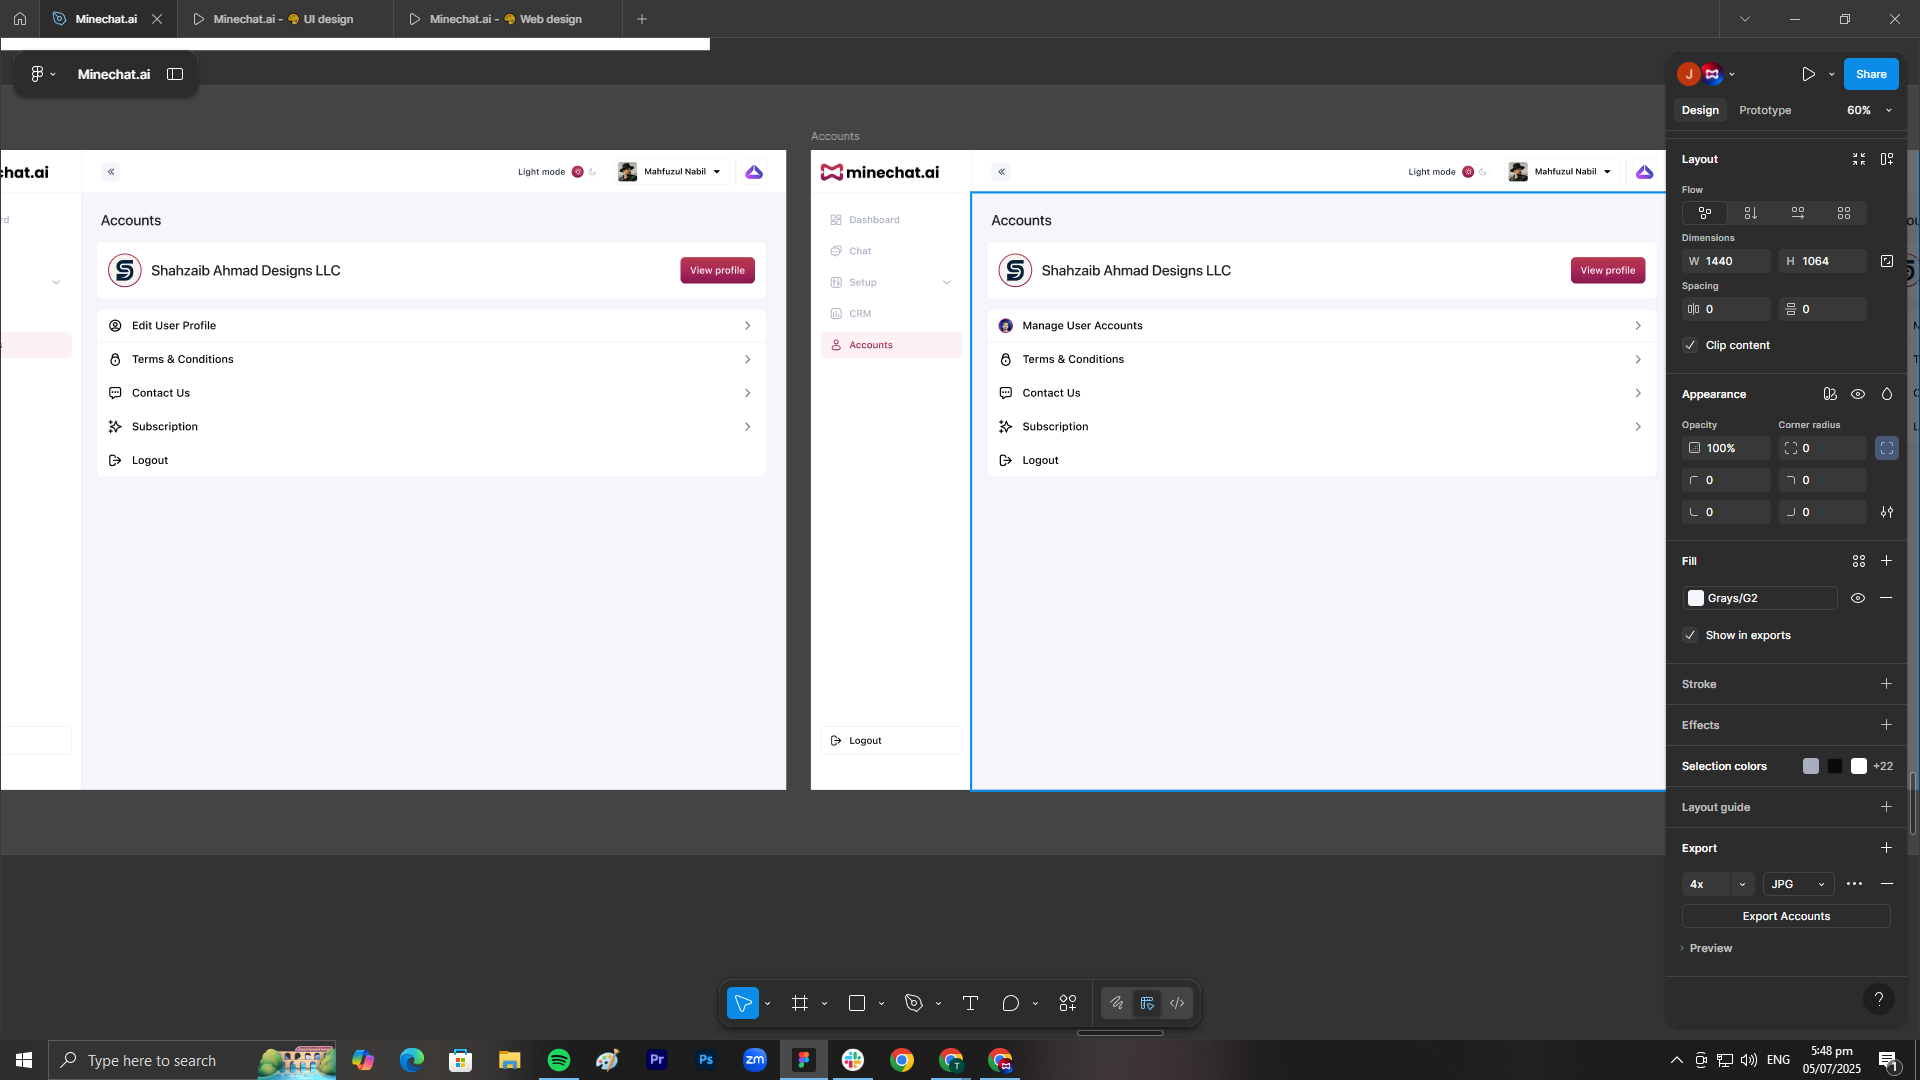 Minechat.ai
Minechat.ai - UI design
Minechat.ai - Web design
Minechat.ai
J
Share
Design
Prototype
60%
Accounts
chat.ai
Light mode
Mahfuzul Nabil
Accounts
Shahzaib Ahmad Designs LLC
View profile
Edit User Profile
Terms & Conditions
Contact Us
Subscription
Logout
minechat.ai
Light mode
Mahfuzul Nabil
Dashboard
Chat
Setup
CRM
Accounts
Logout
Accounts
Shahzaib Ahmad Designs LLC
View profile
Manage User Accounts
Terms & Conditions
Contact Us
Subscription
Logout
Layout
Flow
Dimensions
W 1440
H 1064
Spacing
0
0
Clip content
Appearance
Opacity
Corner radius
100%
0
0
0
0
0
Fill
Grays/G2
Show in exports
Stroke
Effects
Selection colors
+22
Layout guide
Export
4x
JPG
Export Accounts
Preview
?
Type here to search
Pr
Ps
zm
T
ENG
5:48 pm
05/07/2025
1